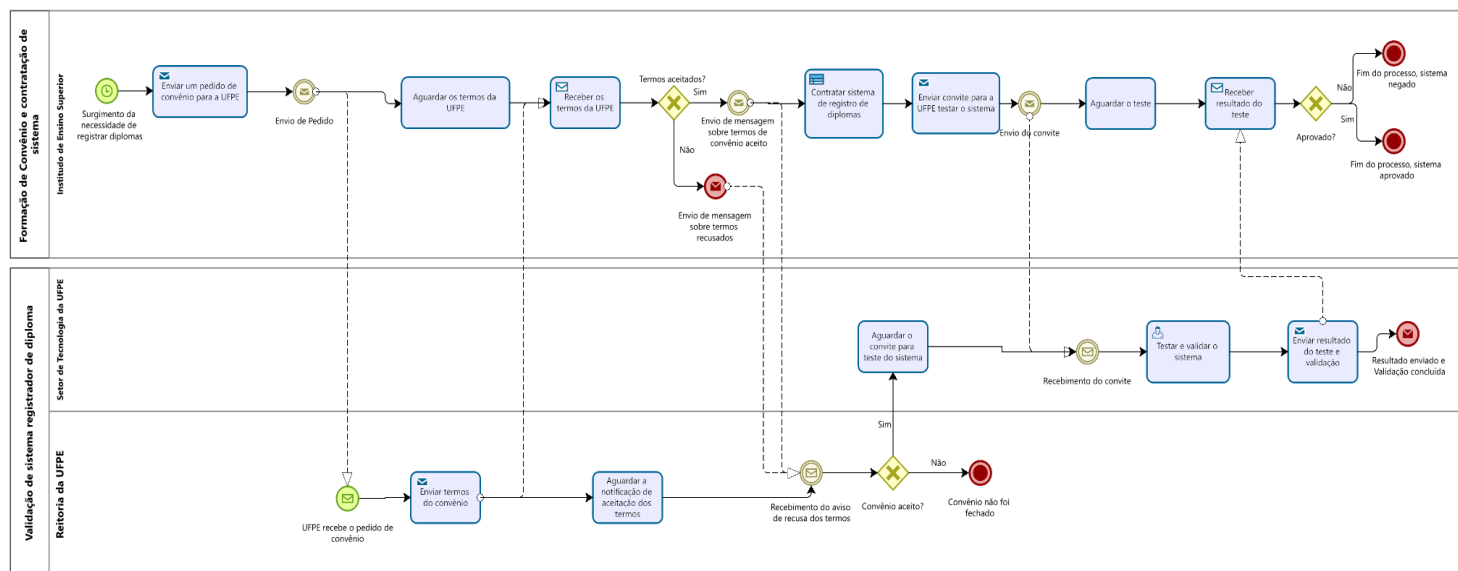 Formação de Convênio e contratação de
sistema
Institudo de Ensino Superior
Surgimento da
necessidade de
registrar diplomas
Enviar um pedido de
convênio para a UFPE
Envio de Pedido
Aguardar os termos da
UFPE
Receber os
termos da UFPE
Termos aceitados?
Sim
Não
Envio de mensagem
sobre termos de
convênio aceito
Envio de mensagem
sobre termos
recusados
Contratar sistema
de registro de
diplomas
Enviar convite para a
UFPE testar o sistema
Envio do convite
Aguardar o teste
Receber
resultado do
teste
Aprovado?
Não
Sim
Fim do processo, sistema
negado
Fim do processo, sistema
aprovado
Validação de sistema registrador de diploma
Setor de Tecnologia da UFPE
Aguardar o
convite para
teste do sistema
Recebimento do convite
Testar e validar o
sistema
Enviar resultado
do teste e
validação
Resultado enviado e
Validação concluída
Reitoria da UFPE
UFPE recebe o pedido de
convênio
Enviar termos
do convênio
Aguardar a
notificação de
aceitação dos
termos
Recebimento do aviso
de recusa dos termos
Convênio aceito?
Sim
Não
Convênio não foi
fechado